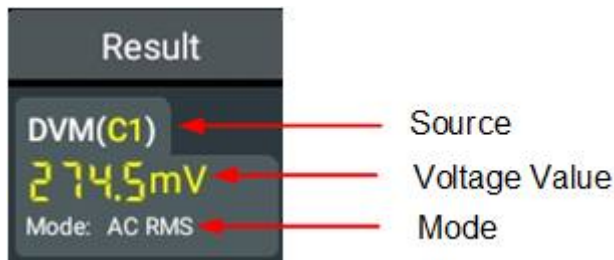 Result
DVM(C1)
Source
274.5mV
Voltage Value
Mode: AC RMS
Mode